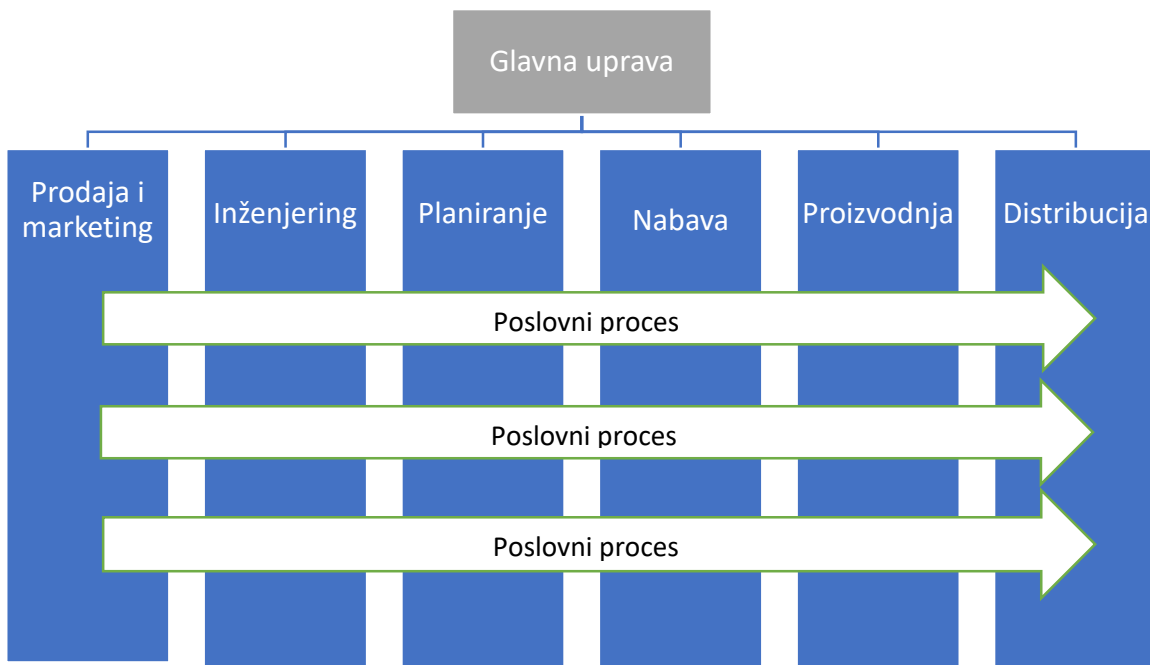 Glavna uprava
Prodaja i
marketing
Inženjering
Planiranje
Nabava
Proizvodnja
Distribucija
Poslovni proces
Poslovni proces
Poslovni proces